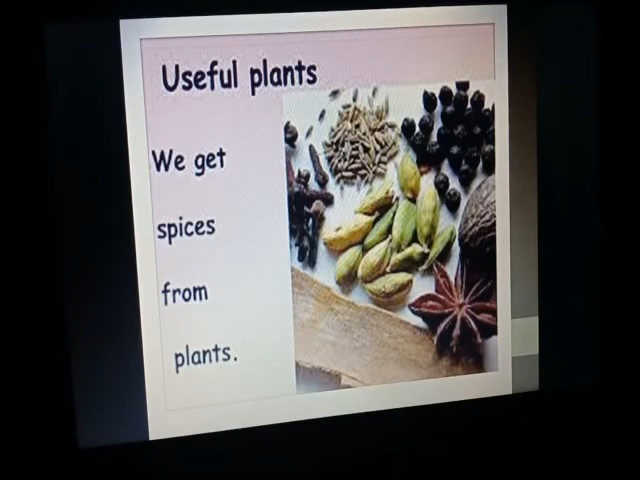 Useful plants
We get
spices
from
plants.